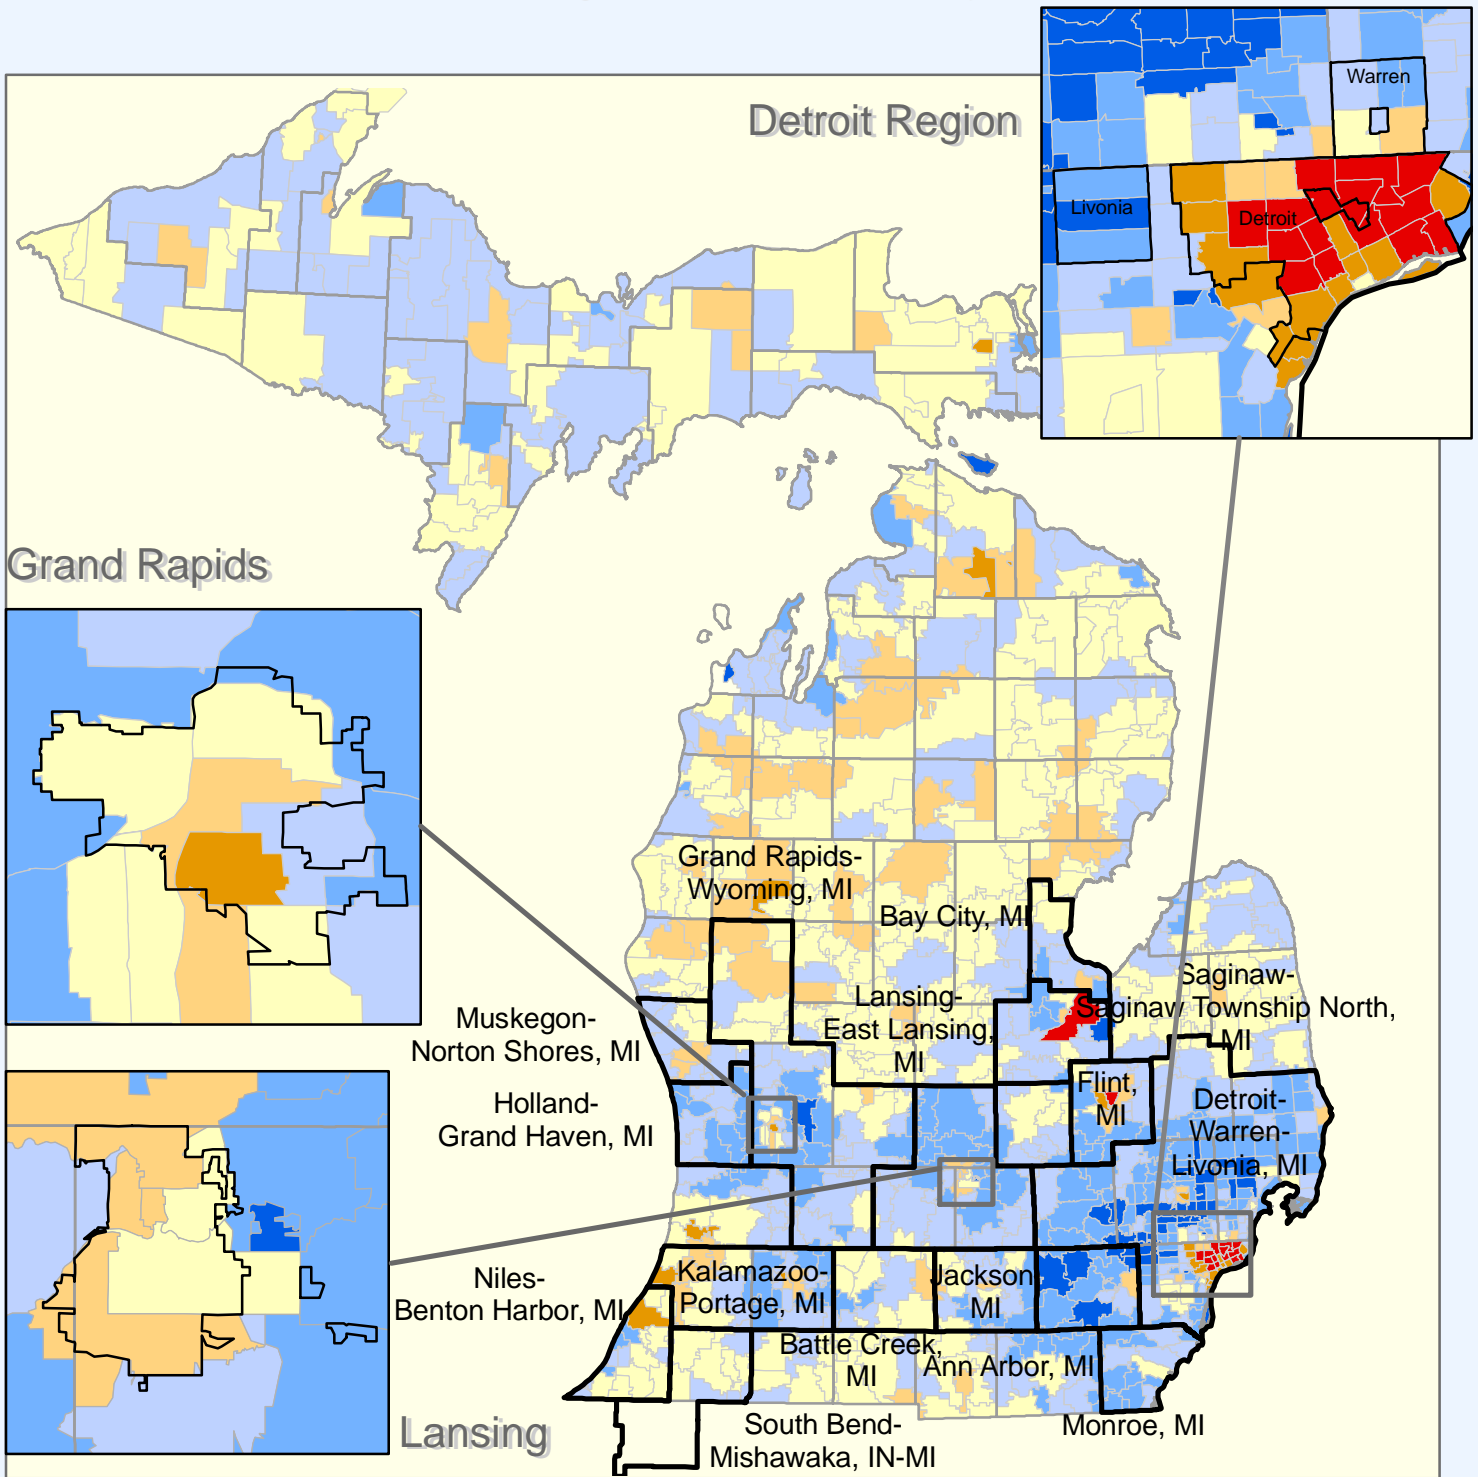 Detroit Region
Warren
Livonia
Detroit
Grand Rapids
Grand Rapids-
Wyoming, MI
Bay City, MI
Saginaw-
Saginaw Township North,
MI
Lansing-
East Lansing,
MI
Muskegon-
Norton Shores, MI
Flint,
MI
Holland-
Grand Haven, MI
Detroit-
Warren-
Livonia, MI
Niles-
Benton Harbor, MI
Kalamazoo-
Portage, MI
Jackson
MI
Battle Creek,
MI
Ann Arbor, MI
Lansing
South Bend-
Mishawaka, IN-MI
Monroe, MI